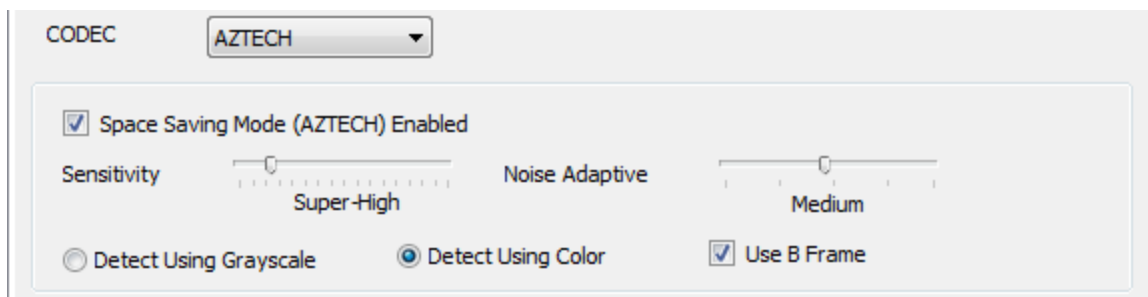 CODEC AZTECH
Space Saving Mode (AZTECH) Enabled
Sensitivity Noise Adaptive
Super-High Medium
Detect Using Grayscale Detect Using Color Use B Frame